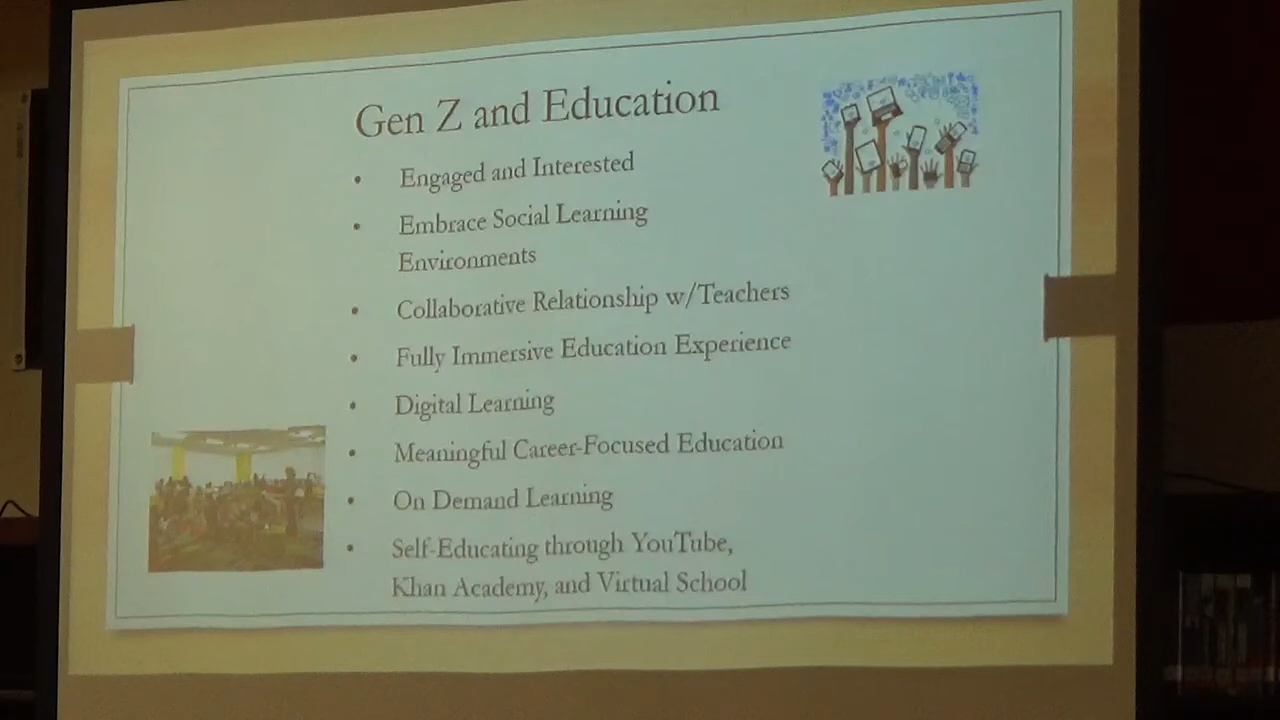 Gen Z and Education
• Engaged and Interested
• Embrace Social Learning
Environments
• Collaborative Relationship w/Teachers
• Fully Immersive Education Experience
• Digital Learning
• Meaningful Career-Focused Education
• On Demand Learning
• Self-Educating through YouTube,
Khan Academy, and Virtual School